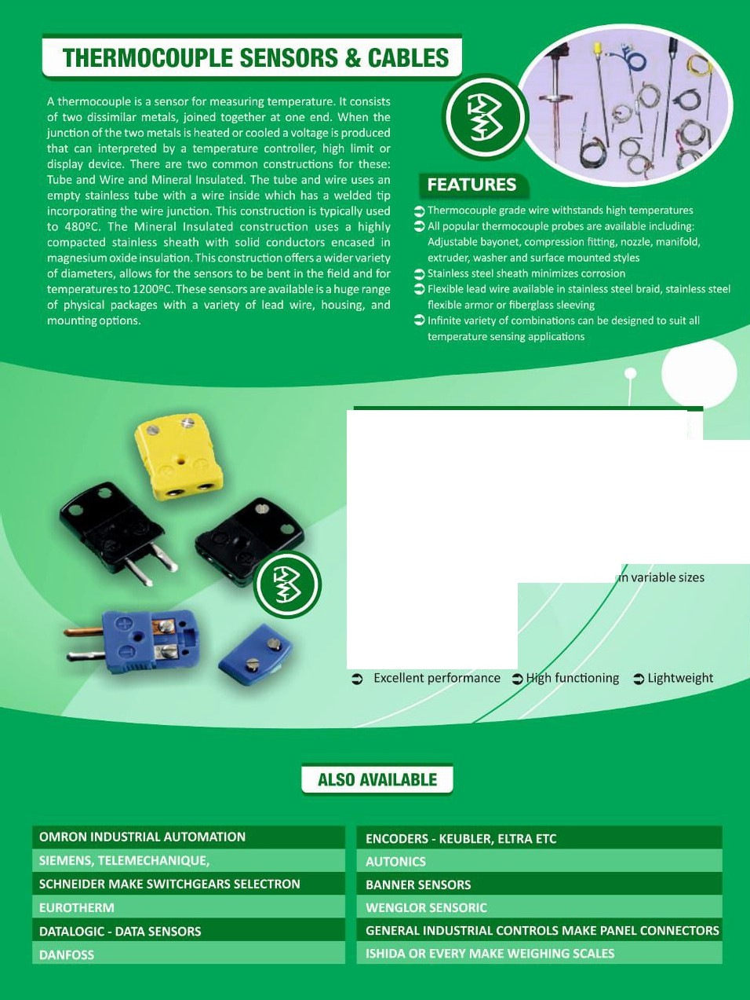 THERMOCOUPLE SENSORS & CABLES
A thermocouple is a sensor for measuring temperature. It consists
of two dissimilar metals, joined together at one end. When the
junction of the two metals is heated or cooled a voltage is produced
that can interpreted by a temperature controller, high limit or
display device. There are two common constructions for these:
Tube and Wire and Mineral Insulated. The tube and wire uses an
empty stainless tube with a wire inside which has a welded tip
incorporating the wire junction. This construction is typically used
to 480ºC. The Mineral Insulated construction uses a highly
compacted stainless sheath with solid conductors encased in
magnesium oxide insulation. This construction offers a wider variety
of diameters, allows for the sensors to be bent in the field and for
temperatures to 1200ºC. These sensors are available is a huge range
of physical packages with a variety of lead wire, housing, and
mounting options.
FEATURES
Thermocouple grade wire withstands high temperatures
All popular thermocouple probes are available including:
Adjustable bayonet, compression fitting, nozzle, manifold,
extruder, washer and surface mounted styles
Stainless steel sheath minimizes corrosion
Flexible lead wire available in stainless steel braid, stainless steel
flexible armor or fiberglass sleeving
Infinite variety of combinations can be designed to suit all
temperature sensing applications
in variable sizes
Excellent performance High functioning Lightweight
ALSO AVAILABLE
OMRON INDUSTRIAL AUTOMATION
SIEMENS, TELEMECHANIQUE,
SCHNEIDER MAKE SWITCHGEARS SELECTRON
EUROTHERM
DATALOGIC - DATA SENSORS
DANFOSS
ENCODERS - KEUBLER, ELTRA ETC
AUTONICS
BANNER SENSORS
WENGLOR SENSORIC
GENERAL INDUSTRIAL CONTROLS MAKE PANEL CONNECTORS
ISHIDA OR EVERY MAKE WEIGHING SCALES